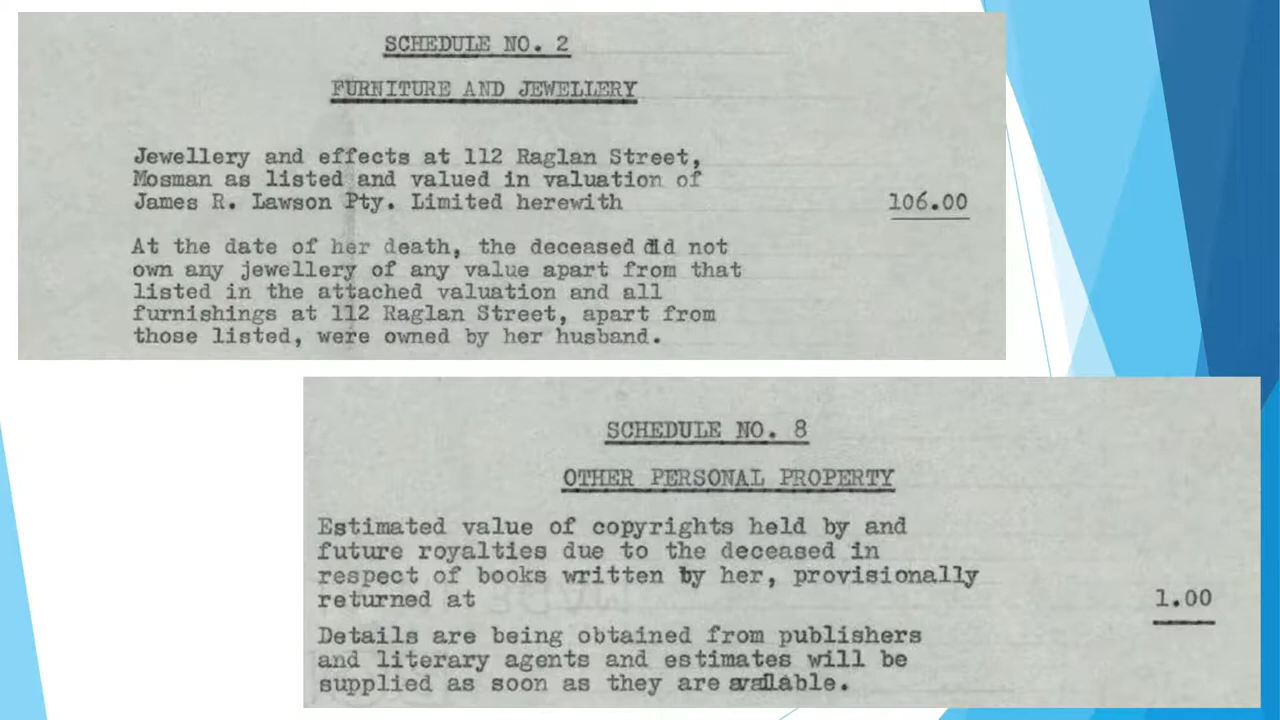 SCHEDULE NO. 2
FURNITURE AND JEWELLERY
Jewellery and effects at 112 Raglan Street,
Mosman as listed and valued in valuation of
James R. Lawson Pty. Limited herewith 106.00
At the date of her death, the deceased did not
own any jewellery of any value apart from that
listed in the attached valuation and all
furnishings at 112 Raglan Street, apart from
those listed, were owned by her husband.
SCHEDULE NO. 8
OTHER PERSONAL PROPERTY
Estimated value of copyrights held by and
future royalties due to the deceased in
respect of books written by her, provisionally
returned at 1.00
Details are being obtained from publishers
and literary agents and estimates will be
supplied as soon as they are available.